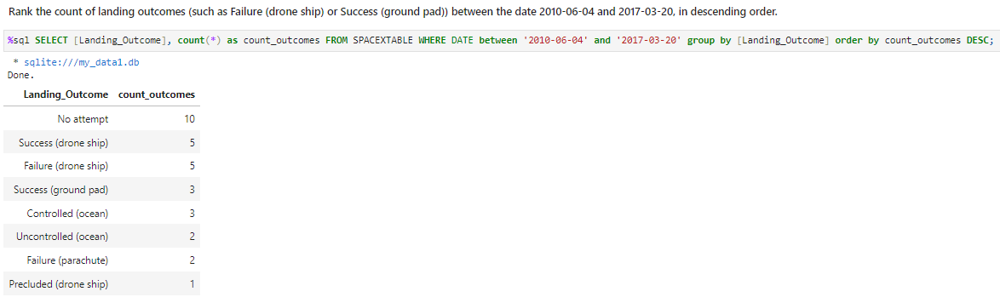 Rank the count of landing outcomes (such as Failure (drone ship) or Success (ground pad)) between the date 2010-06-04 and 2017-03-20, in descending order.
%sql SELECT [Landing_Outcome], count(*) as count_outcomes FROM SPACEXTABLE WHERE DATE between '2010-06-04' and '2017-03-20' group by [Landing_Outcome] order by count_outcomes DESC;
* sqlite:///my_data1.db
Done.
Landing_Outcome count_outcomes
No attempt 10
Success (drone ship) 5
Failure (drone ship) 5
Success (ground pad) 3
Controlled (ocean) 3
Uncontrolled (ocean) 2
Failure (parachute) 2
Precluded (drone ship) 1